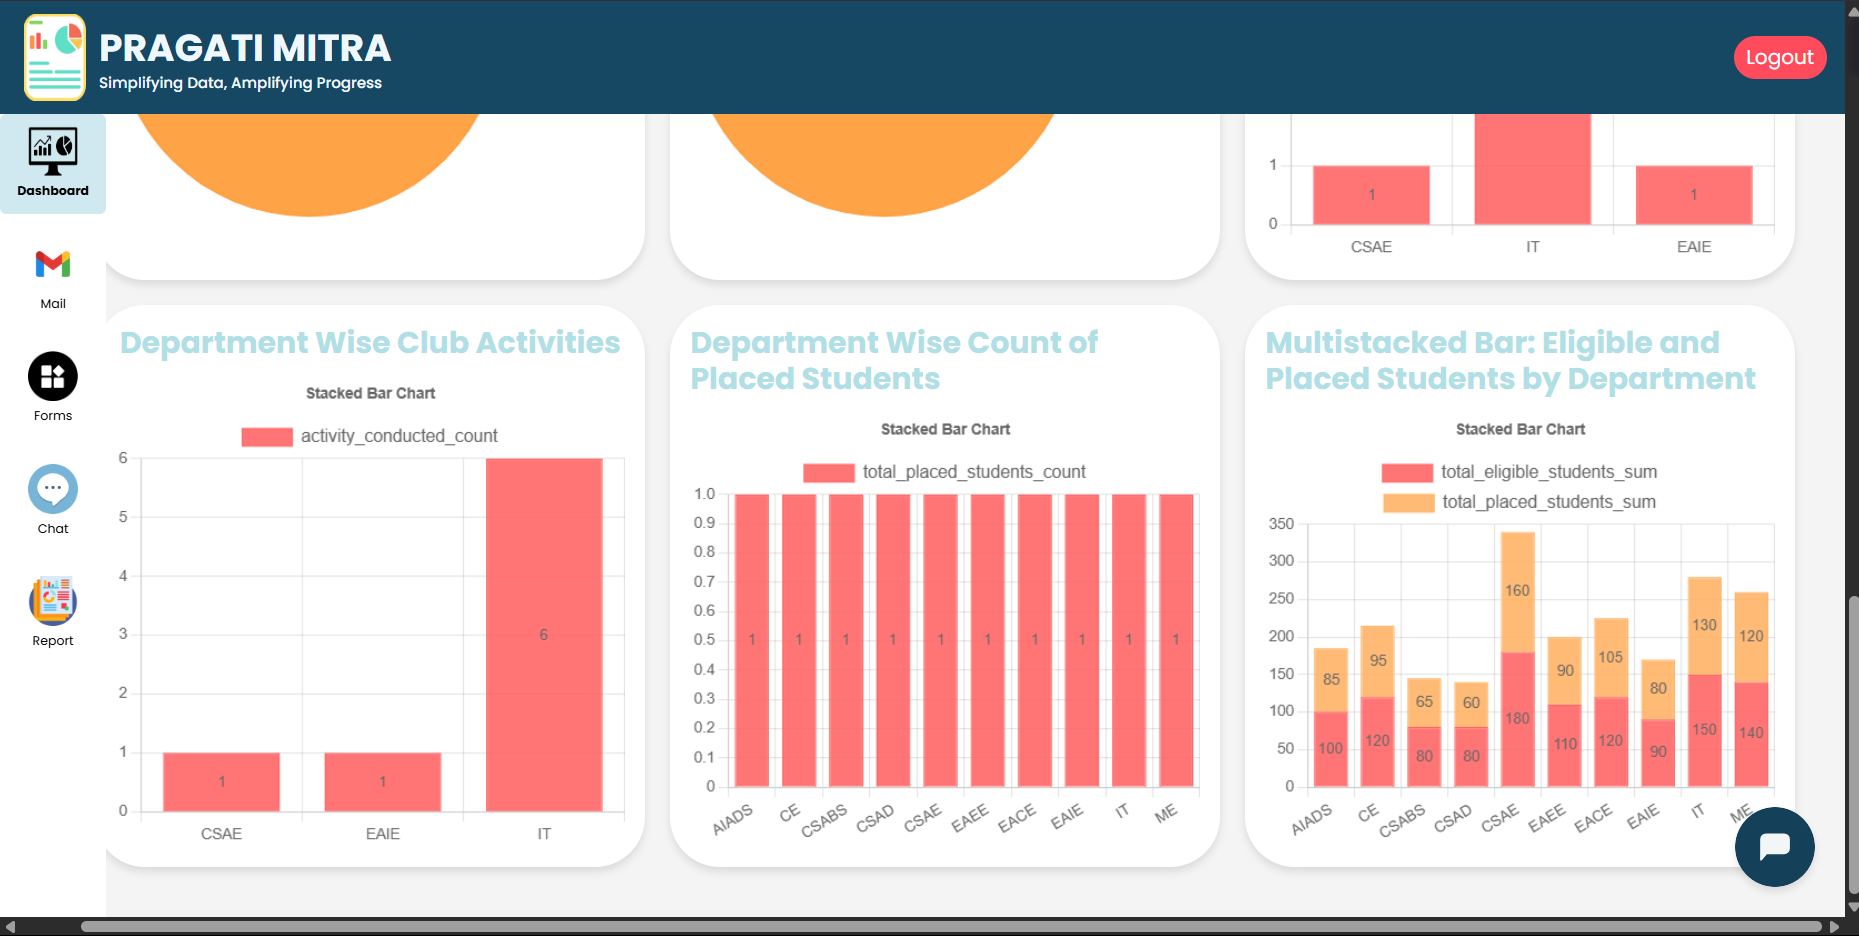 PRAGATI MITRA
Simplifying Data, Amplifying Progress
Logout
Dashboard
Mail
Forms
Chat
Report
1
0
1
1
CSAE IT EAIE
Department Wise Club Activities
Stacked Bar Chart
activity_conducted_count
6
5
4
3
2
1
0
1
1
6
CSAE EAIE IT
Department Wise Count of
Placed Students
Stacked Bar Chart
total_placed_students_count
1.0
0.9
0.8
0.7
0.6
0.5
0.4
0.3
0.2
0.1
0
1 1 1 1 1 1 1 1 1 1
AIADS CE CSABS CSAD CSAE EAEE EACE EAIE IT ME
Multistacked Bar: Eligible and
Placed Students by Department
Stacked Bar Chart
total_eligible_students_sum
total_placed_students_sum
350
300
250
200
150
100
50
0
85 95 65 60 160 90 105 80 130 120
100 120 80 80 180 110 120 90 150 140
AIADS CE CSABS CSAD CSAE EAEE EACE EAIE IT ME